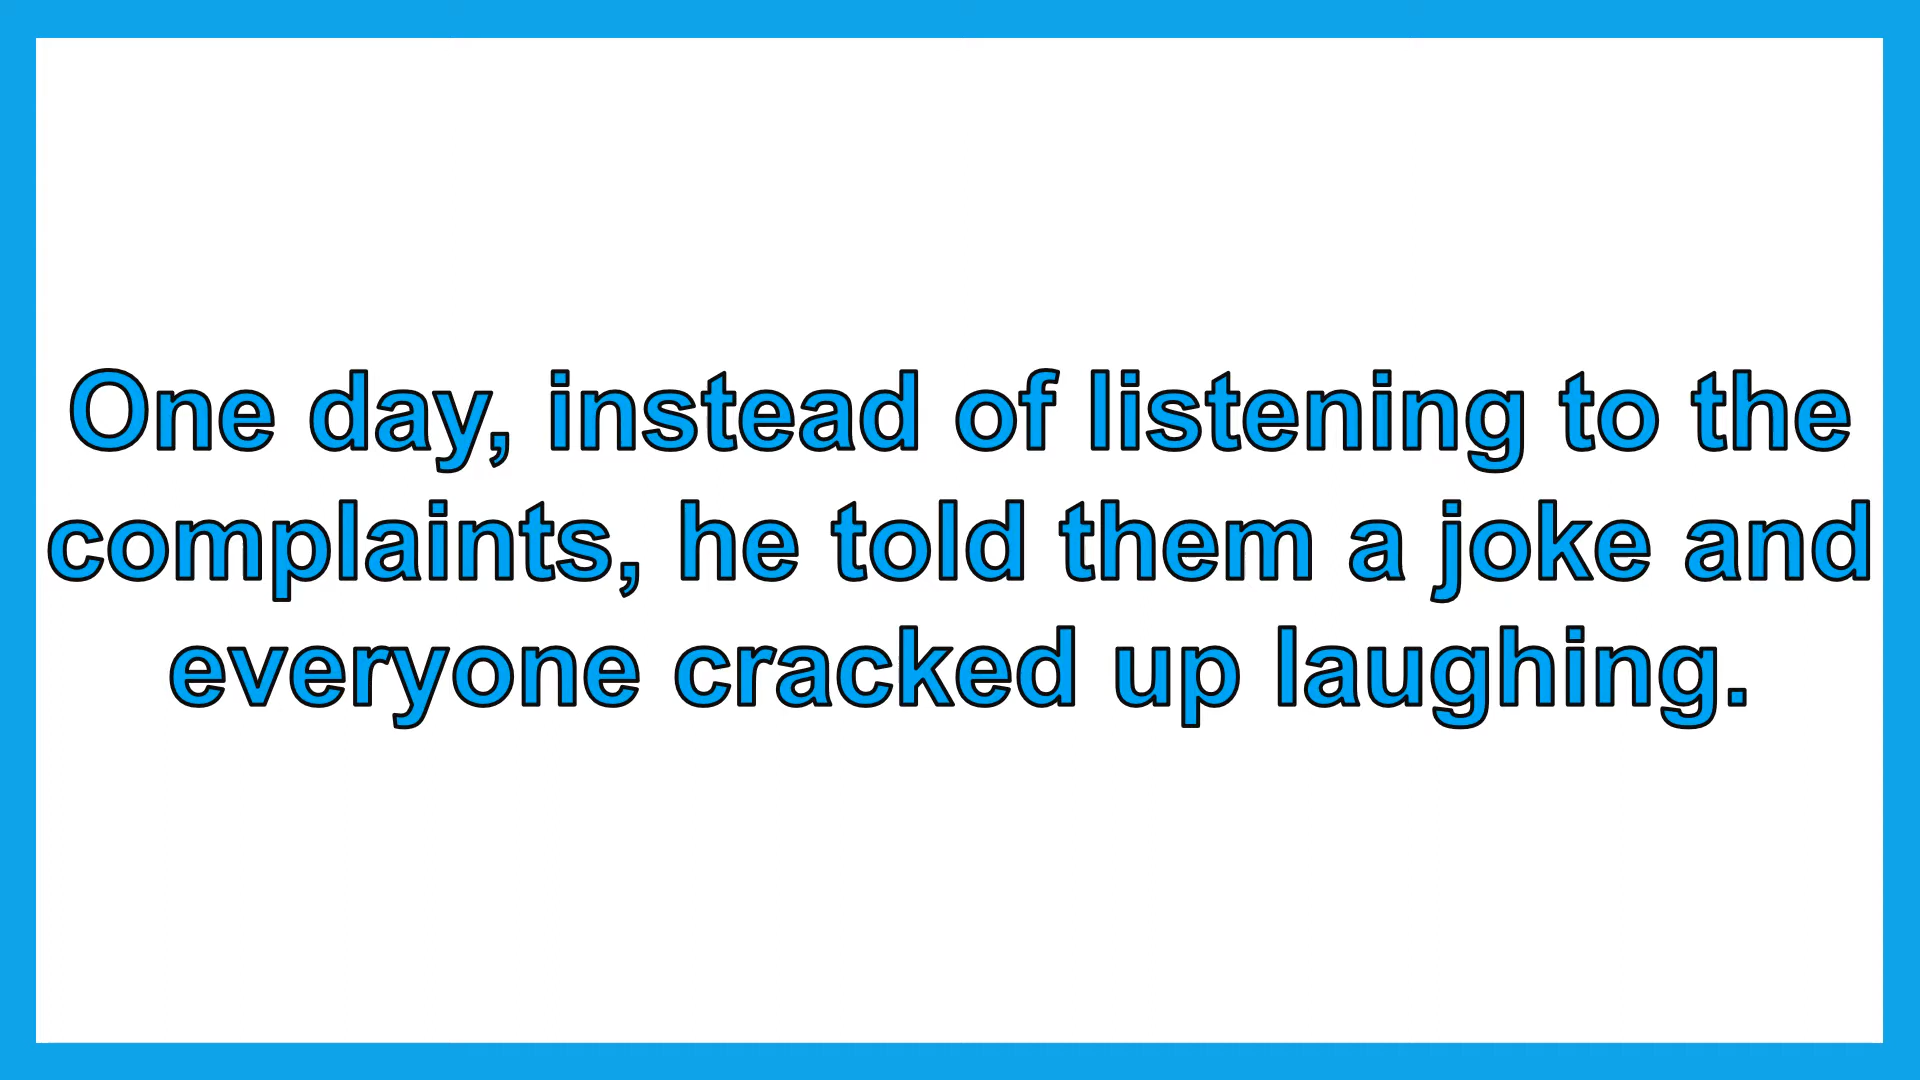 One day, instead of listening to the
complaints, he told them a joke and
everyone cracked up laughing.